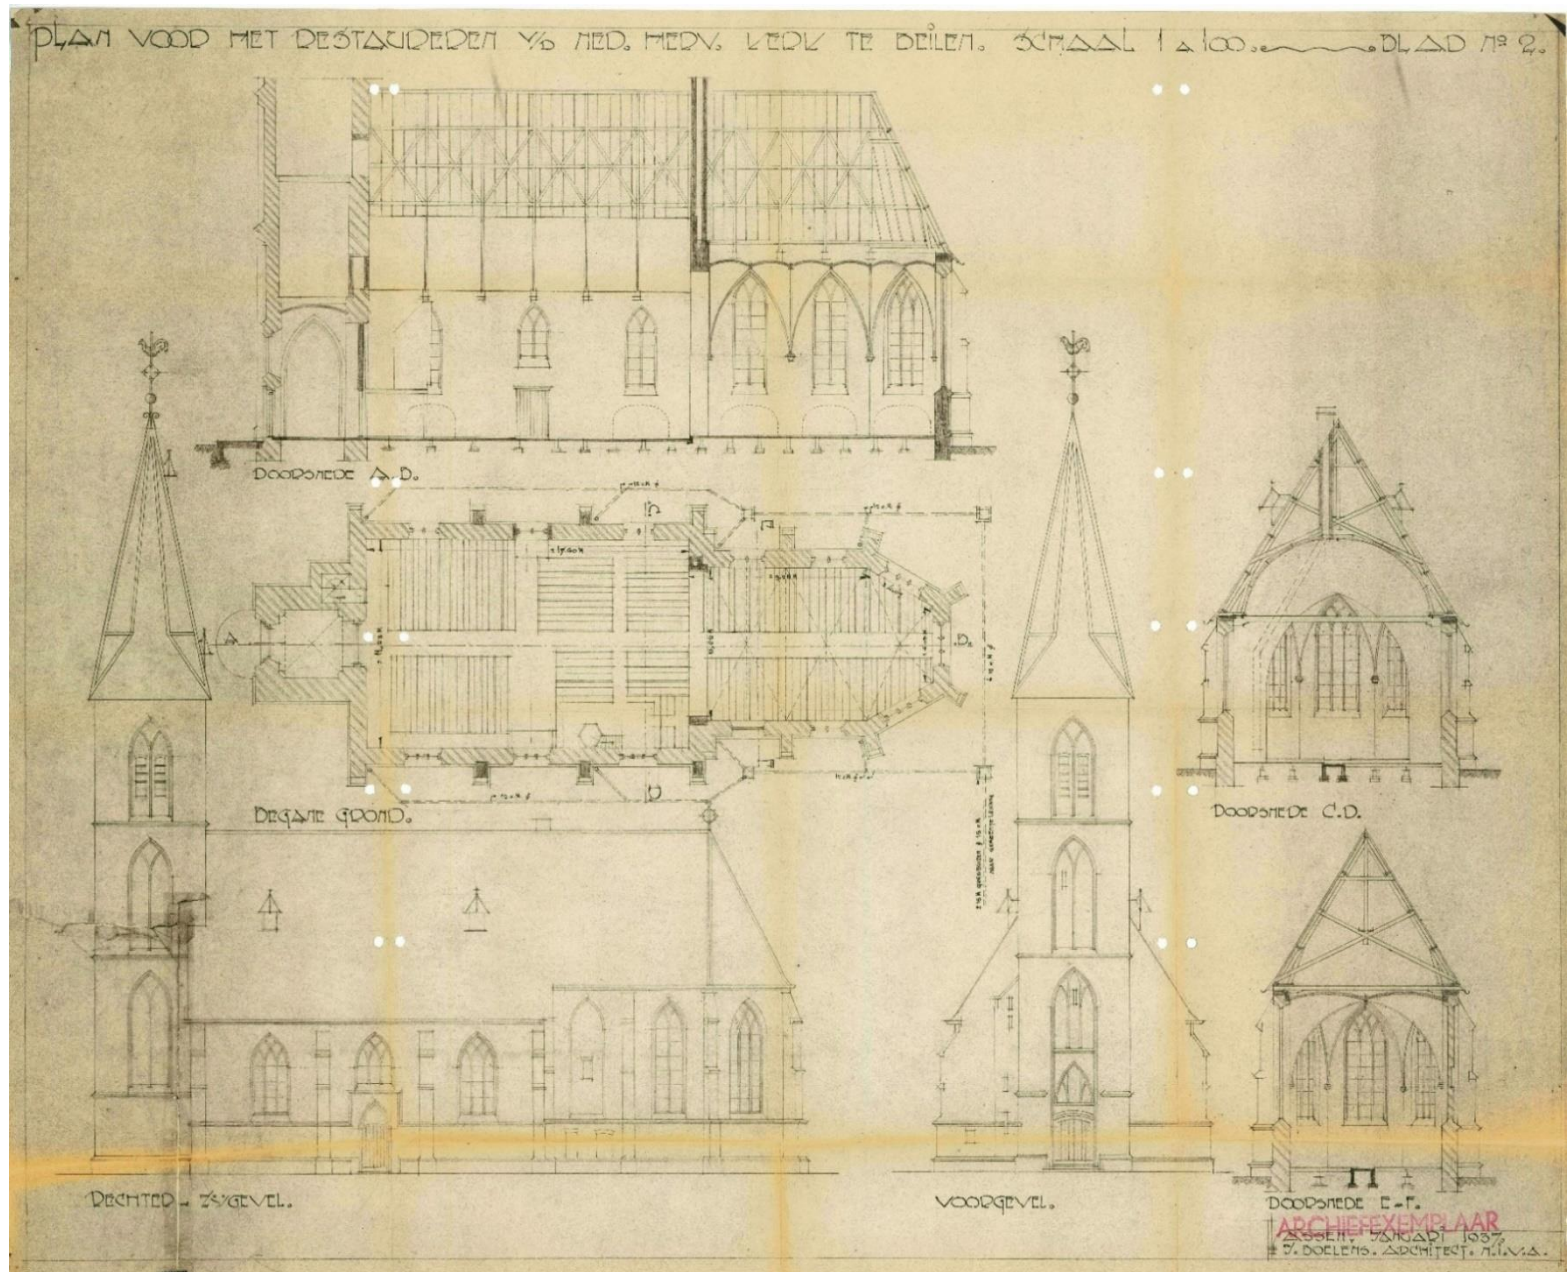 PLAN VOOR HET RESTAUREREN V/D NED. HERV. KERK TE BEILEN. SCHAAL 1 a 100. BLAD Nº 2.
DOORSNEDE A.B.
BEGANE GROND.
A
B
D
DOORSNEDE C.D.
RECHTER - ZYGEVEL.
VOORGEVEL.
DOORSNEDE E-F.
ARCHIEFEXEMPLAAR
ASSEN, JANUARI 1937.
J. BOELENS. ARCHITECT. N.I.V.A.